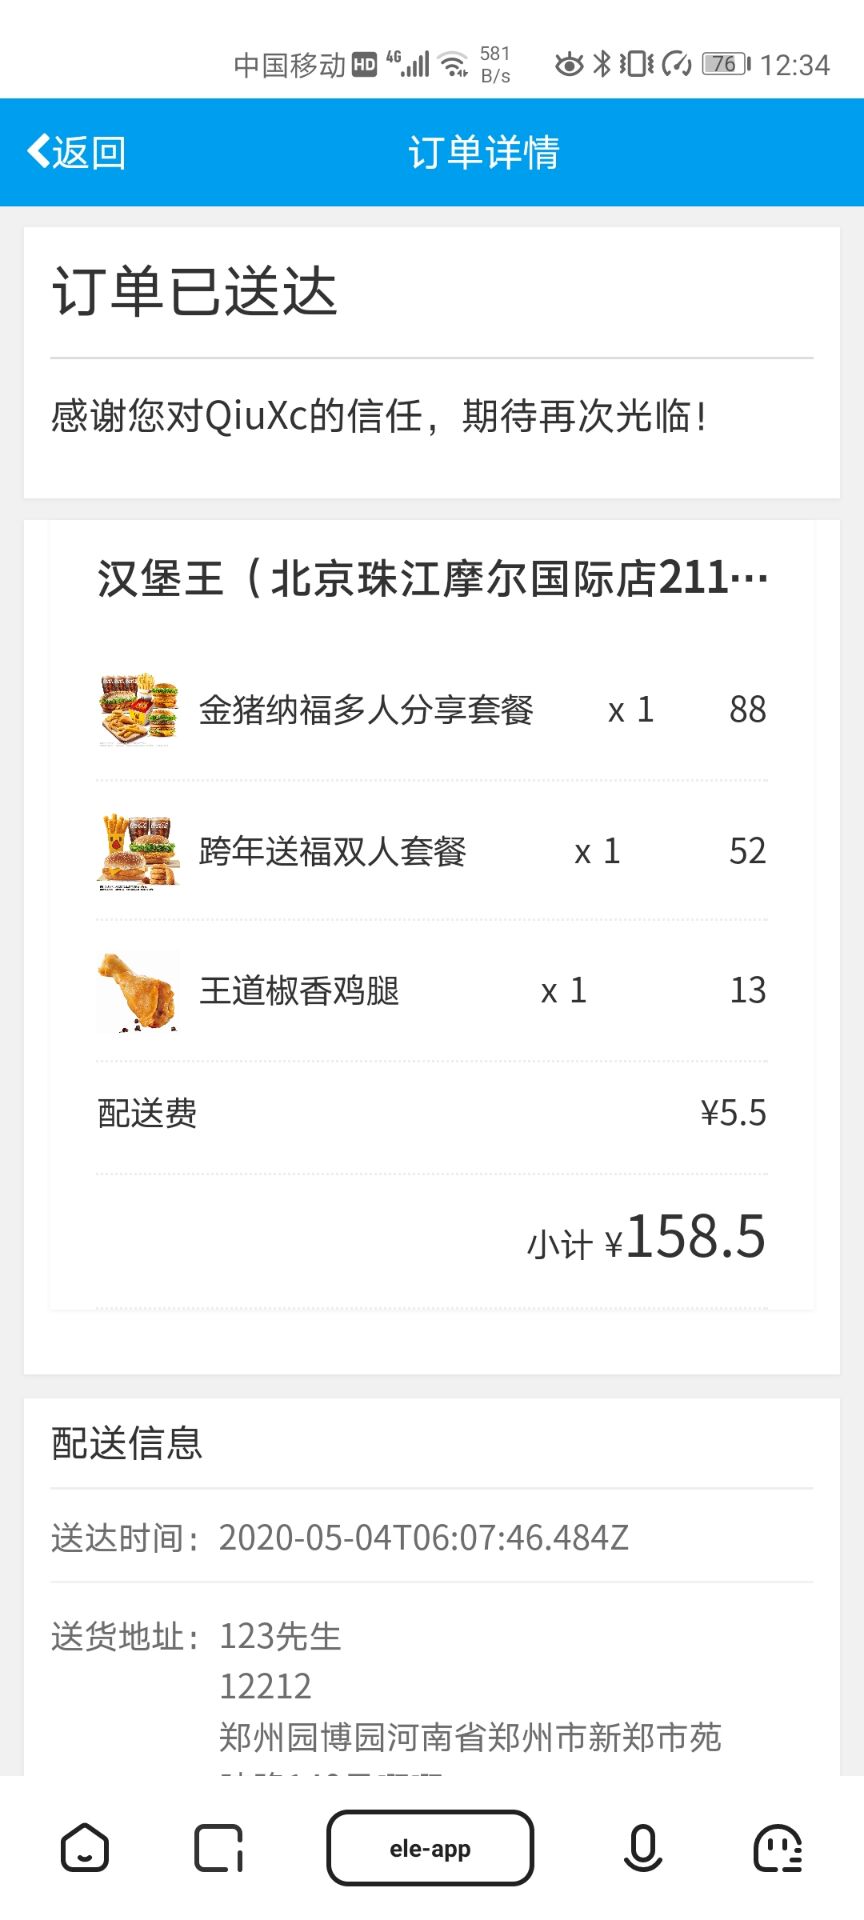 中国移动 HD 4G 581 B/s 76 12:34
返回 订单详情
订单已送达
感谢您对QiuXc的信任，期待再次光临！
汉堡王（北京珠江摩尔国际店211…
金猪纳福多人分享套餐 x 1 88
跨年送福双人套餐 x 1 52
王道椒香鸡腿 x 1 13
配送费 ¥5.5
小计 ¥158.5
配送信息
送达时间： 2020-05-04T06:07:46.484Z
送货地址： 123先生
12212
郑州园博园河南省郑州市新郑市苑
ele-app